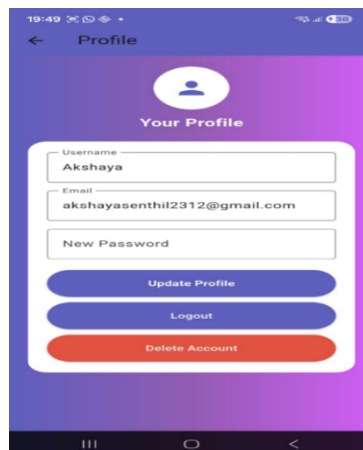 19:49
Profile
Your Profile
Username
Akshaya
Email
akshayasenthil2312@gmail.com
New Password
Update Profile
Logout
Delete Account